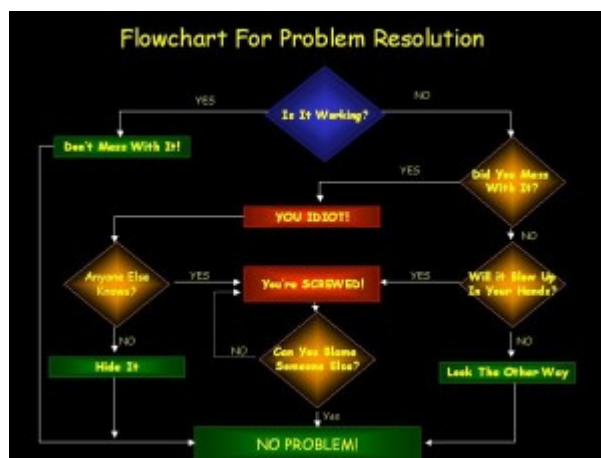 Flowchart For Problem Resolution
YES
NO
Is It Working?
Don't Mess With It!
YES
Did You Mess
With It?
YOU IDIOT!
NO
Anyone Else
Knows?
YES
You're SCREWED!
YES
Will it Blow Up
In Your Hands?
NO
NO
Can You Blame
Someone Else?
NO
Hide It
Look The Other Way
Yes
NO PROBLEM!